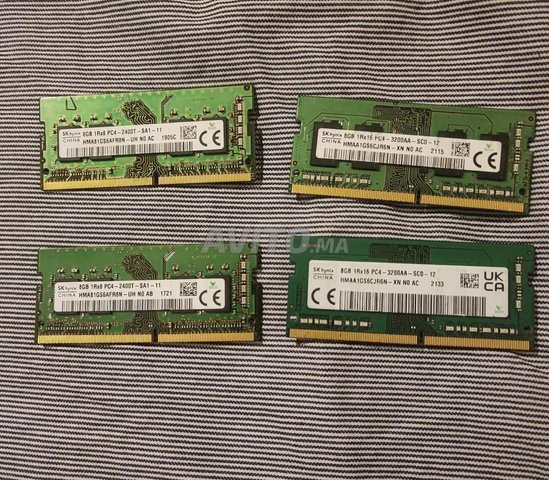 SK hynix 8GB 1Rx8 PC4-2400T-SA1-11
CHINA HMA81GS6AFR8N-UH N0 AC 1905C
SK hynix 8GB 1Rx16 PC4-3200AA-SC0-12
CHINA HMAA1GS6CJR6N-XN N0 AC 2115
AVITO.MA
SK hynix 8GB 1Rx8 PC4-2400T-SA1-11
CHINA HMA81GS6AFR8N-UH N0 AB 1721
SK hynix 8GB 1Rx16 PC4-3200AA-SC0-12
CHINA HMAA1GS6CJR6N-XN N0 AC 2133
UK
CA